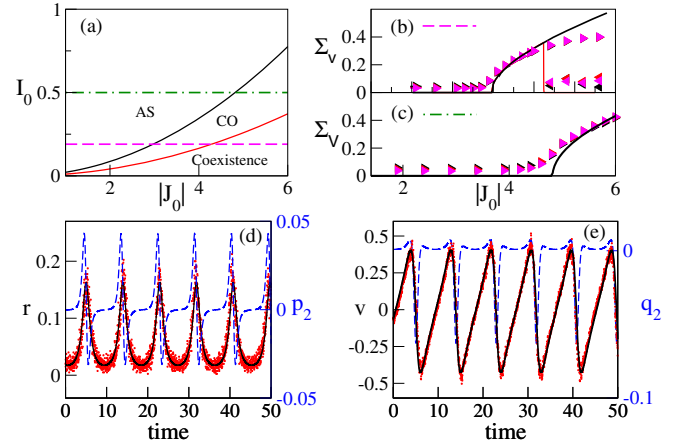 1
(a)
I0
0.5
AS
CO
Coexistence
0
2
|J0|
4
6
(b)
Σv
0.4
0.2
0
(c)
Σv
0.4
0.2
0
2
|J0|
4
6
(d)
0.05
0.2
r
0.1
0
p2
0
-0.05
0 10 20 30 40 50
time
(e)
0.5
0.25
v
0
-0.25
-0.5
0
q2
-0.1
0 10 20 30 40 50
time